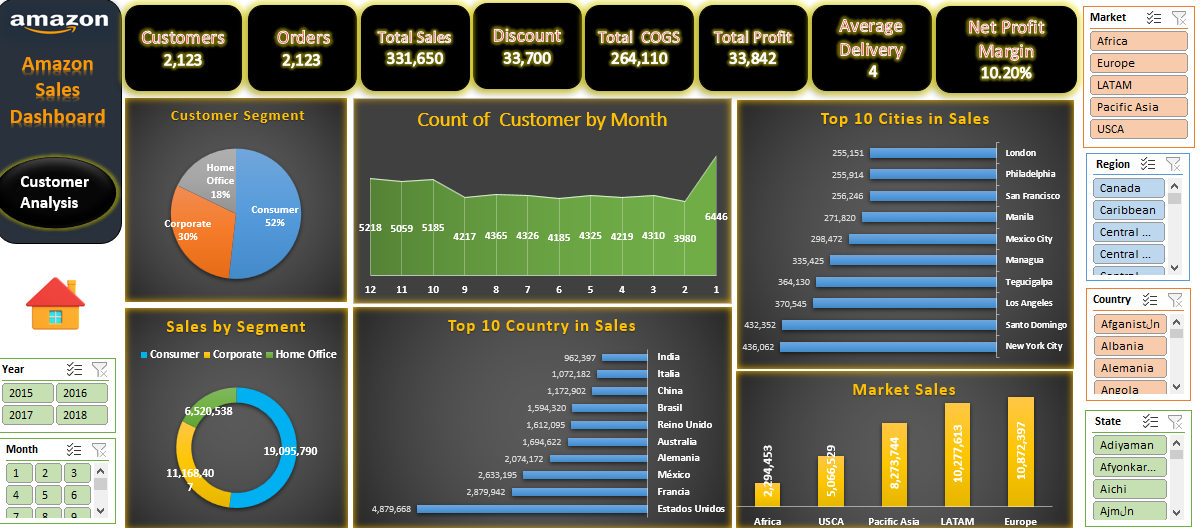 amazon
Amazon
Sales
Dashboard
Customer
Analysis
Customers
2,123
Orders
2,123
Total Sales
331,650
Discount
33,700
Total COGS
264,110
Total Profit
33,842
Average
Delivery
4
Net Profit
Margin
10.20%
Customer Segment
Home
Office
18%
Consumer
52%
Corporate
30%
Count of Customer by Month
5218 5059 5185 4217 4365 4326 4185 4325 4219 4310 3980 6446
12 11 10 9 8 7 6 5 4 3 2 1
Top 10 Cities in Sales
255,151 London
255,914 Philadelphia
256,246 San Francisco
271,820 Manila
298,472 Mexico City
335,425 Managua
364,130 Tegucigalpa
370,545 Los Angeles
432,352 Santo Domingo
436,062 New York City
Sales by Segment
Consumer Corporate Home Office
6,520,538
19,095,790
11,168,40
7
Top 10 Country in Sales
962,397 India
1,072,182 Italia
1,172,902 China
1,594,320 Brasil
1,612,095 Reino Unido
1,694,622 Australia
2,074,172 Alemania
2,633,195 México
2,879,942 Francia
4,879,668 Estados Unidos
Market Sales
2,294,453 5,066,529 8,273,744 10,277,613 10,872,397
Africa USCA Pacific Asia LATAM Europe
Year
2015 2016
2017 2018
Month
1 2 3
4 5 6
7 8 9
Market
Africa
Europe
LATAM
Pacific Asia
USCA
Region
Canada
Caribbean
Central ...
Central ...
Central
Country
Afganistلn
Albania
Alemania
Angola
State
Adiyaman
Afyonkar...
Aichi
Ajmلn